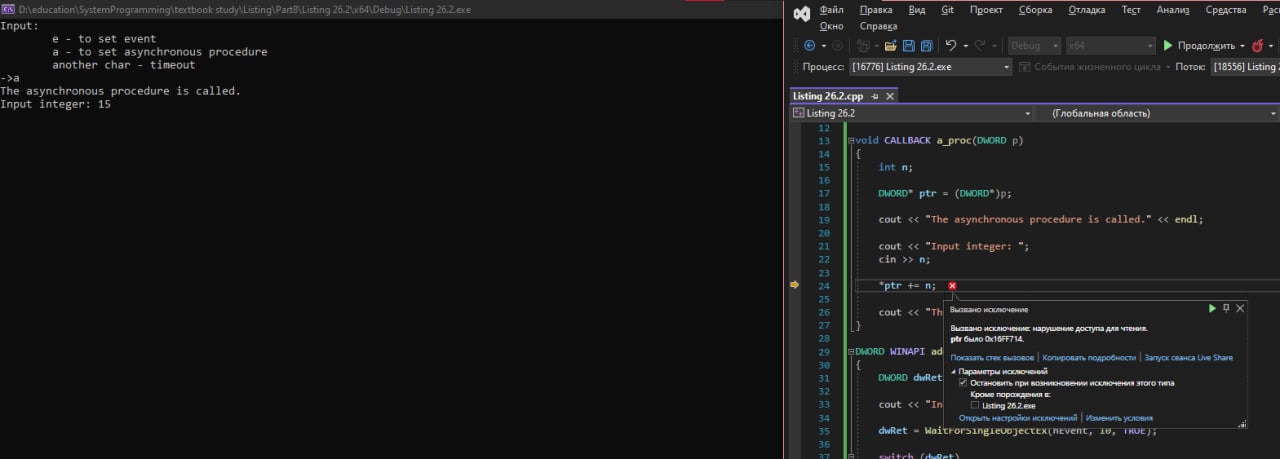 D:\education\SystemProgramming\textbook study\Listing\Part8\Listing 26.2\x64\Debug\Listing 26.2.exe
Input:
e - to set event
a - to set asynchronous procedure
another char - timeout
->a
The asynchronous procedure is called.
Input integer: 15
Файл Правка Вид Git Проект Сборка Отладка Тест Анализ Средства
Окно Справка
Debug x64 Продолжить
Процесс: [16776] Listing 26.2.exe События жизненного цикла Поток: [18556] Listing
Listing 26.2.cpp
Listing 26.2 (Глобальная область)
12
13 void CALLBACK a_proc(DWORD p)
14 {
15 int n;
16
17 DWORD* ptr = (DWORD*)p;
18
19 cout << "The asynchronous procedure is called." << endl;
20
21 cout << "Input integer: ";
22 cin >> n;
23
24 *ptr += n;
25
26 cout << "Th
27 }
28
29 DWORD WINAPI ad
30 {
31 DWORD dwRet
32
33 cout << "In
34
35 dwRet = WaitForSingleObjectEx(hEvent, 10, TRUE);
36
37 switch (dwRet)
Вызвано исключение
Вызвано исключение: нарушение доступа для чтения.
ptr было 0x16FF714.
Показать стек вызовов | Копировать подробности | Запуск сеанса Live Share
Параметры исключений
Остановить при возникновении исключения этого типа
Кроме порождения в:
Listing 26.2.exe
Открыть настройки исключений | Изменить условия